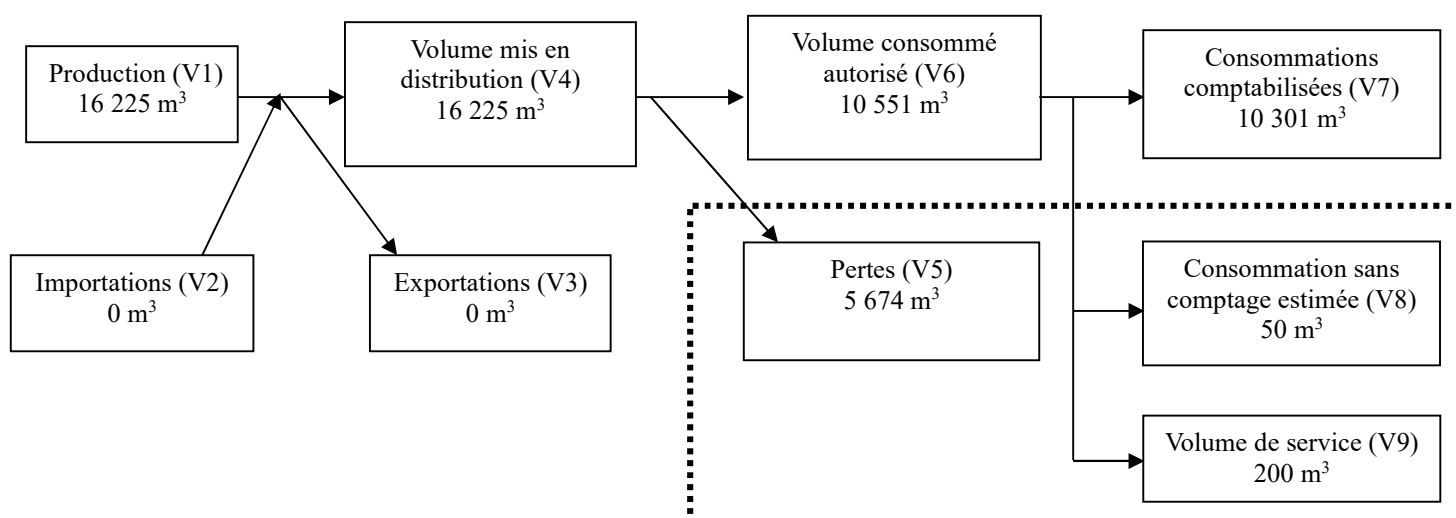 Production (V1)
16 225 m³
Volume mis en
distribution (V4)
16 225 m³
Volume consommé
autorisé (V6)
10 551 m³
Consommations
comptabilisées (V7)
10 301 m³
Importations (V2)
0 m³
Exportations (V3)
0 m³
Pertes (V5)
5 674 m³
Consommation sans
comptage estimée (V8)
50 m³
Volume de service (V9)
200 m³